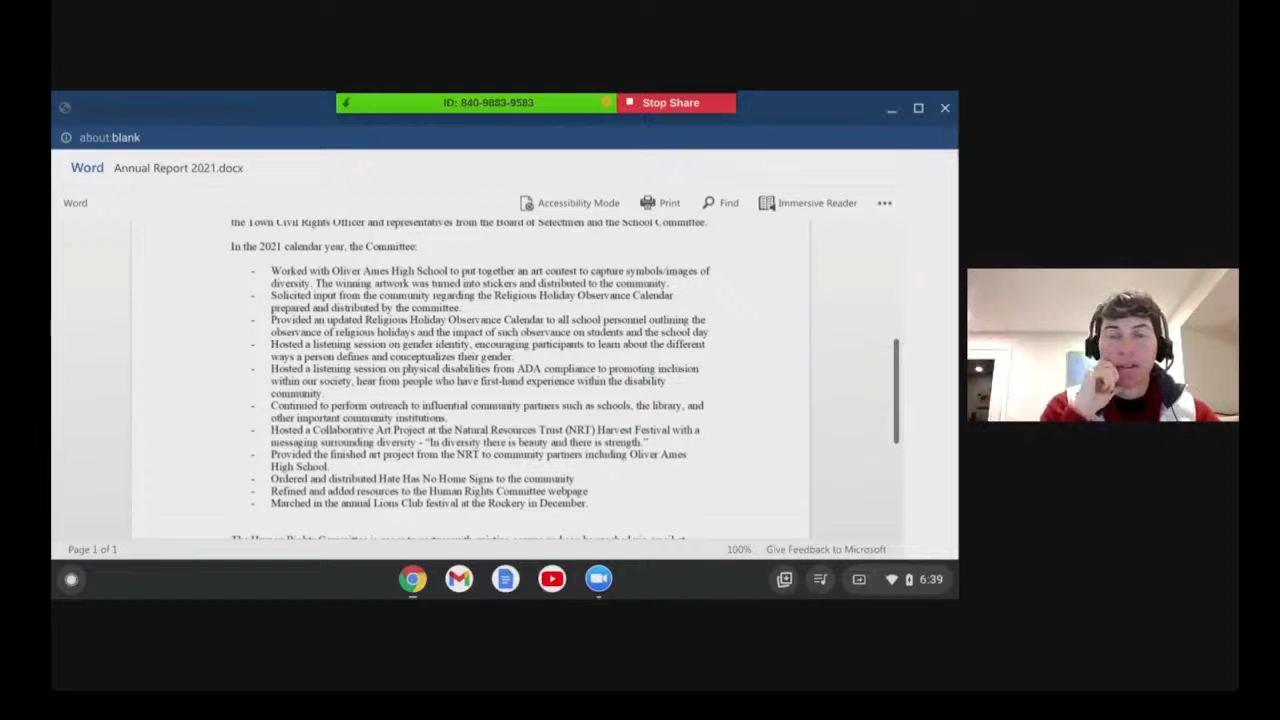 ID: 840-9883-9583
Stop Share
about:blank
Word Annual Report 2021.docx
Word Accessibility Mode Print Find Immersive Reader
the Town Civil Rights Officer and representatives from the Board of Selectmen and the School Committee.
In the 2021 calendar year, the Committee:
- Worked with Oliver Ames High School to put together an art contest to capture symbols/images of
diversity. The winning artwork was turned into stickers and distributed to the community.
- Solicited input from the community regarding the Religious Holiday Observance Calendar
prepared and distributed by the committee.
- Provided an updated Religious Holiday Observance Calendar to all school personnel outlining the
observance of religious holidays and the impact of such observance on students and the school day
- Hosted a listening session on gender identity, encouraging participants to learn about the different
ways a person defines and conceptualizes their gender.
- Hosted a listening session on physical disabilities from ADA compliance to promoting inclusion
within our society, hear from people who have first-hand experience within the disability
community.
- Continued to perform outreach to influential community partners such as schools, the library, and
other important community institutions.
- Hosted a Collaborative Art Project at the Natural Resources Trust (NRT) Harvest Festival with a
messaging surrounding diversity - “In diversity there is beauty and there is strength.”
- Provided the finished art project from the NRT to community partners including Oliver Ames
High School.
- Ordered and distributed Hate Has No Home Signs to the community
- Refined and added resources to the Human Rights Committee webpage
- Marched in the annual Lions Club festival at the Rockery in December.
Page 1 of 1 100% Give Feedback to Microsoft
6:39